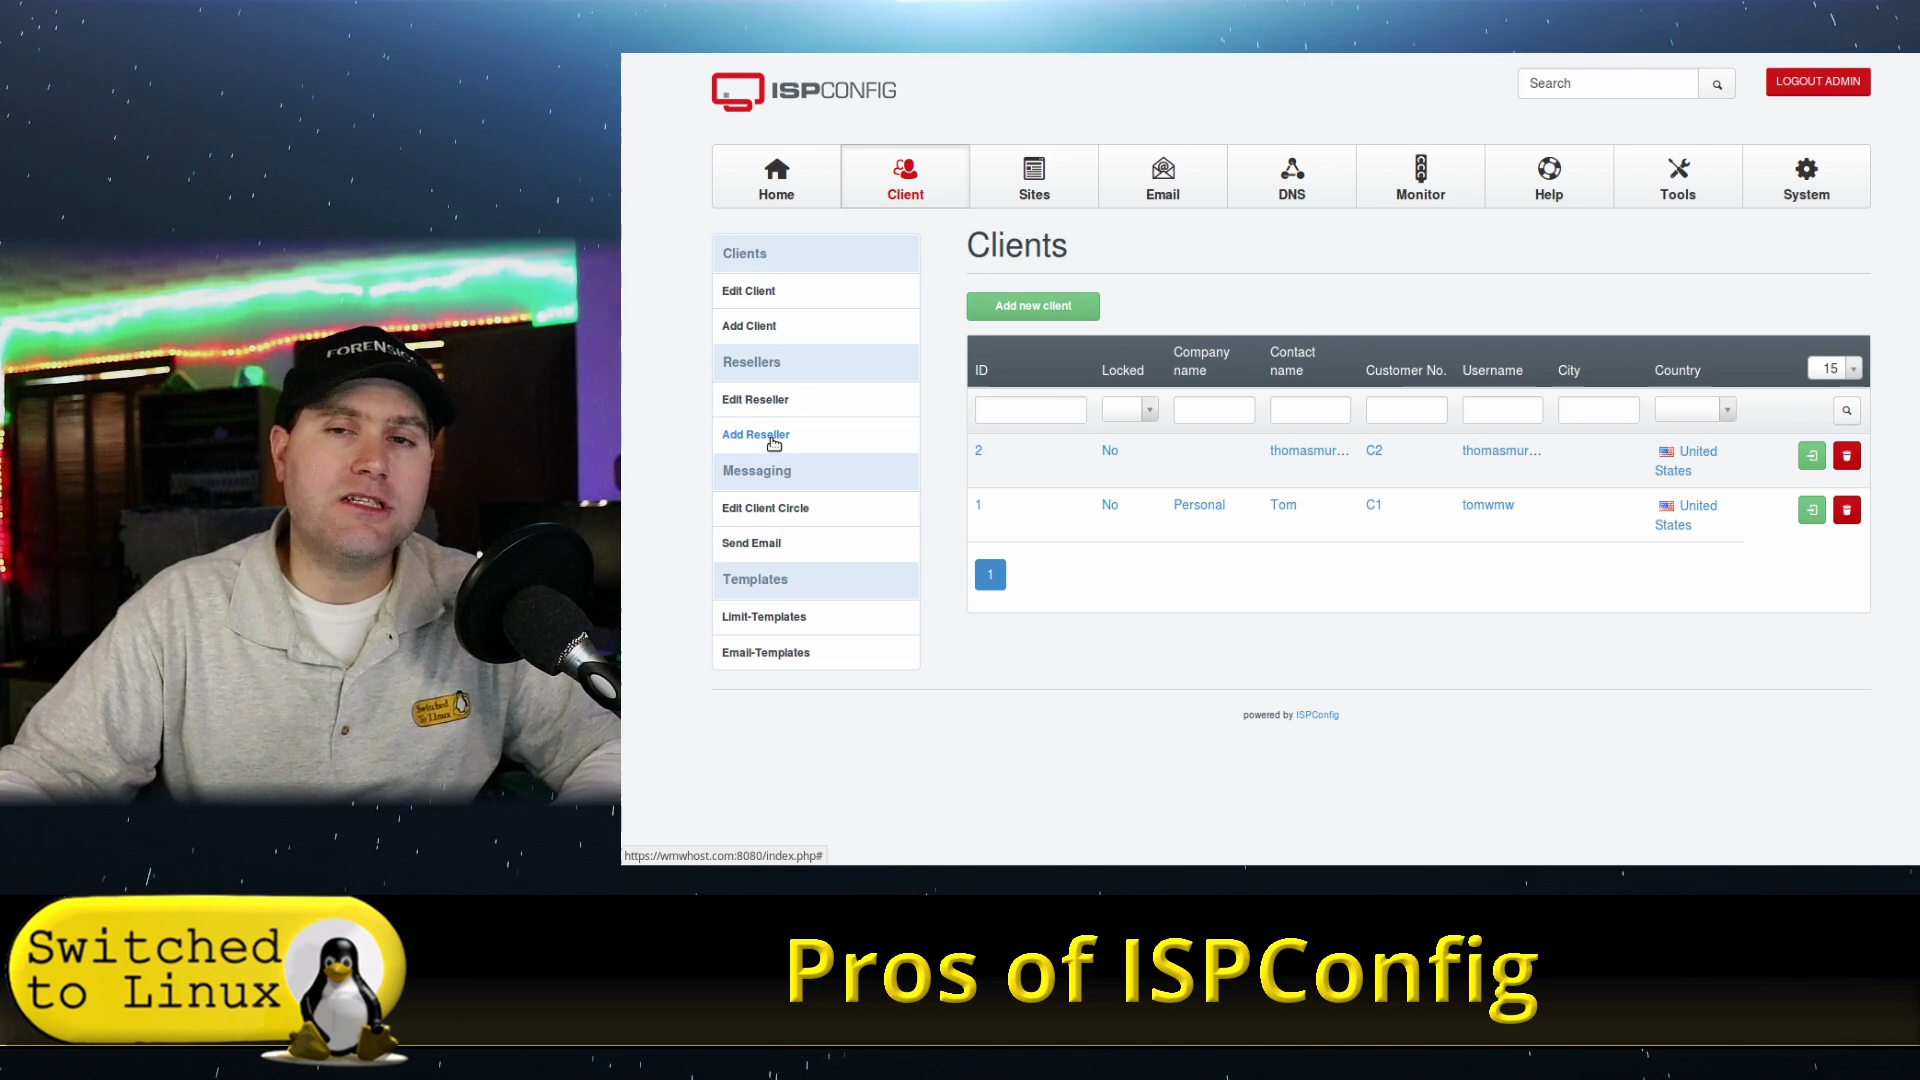 ISPCONFIG
Search
LOGOUT ADMIN
Home
Client
Sites
Email
DNS
Monitor
Help
Tools
System
Clients
Edit Client
Add Client
Resellers
Edit Reseller
Add Reseller
Messaging
Edit Client Circle
Send Email
Templates
Limit-Templates
Email-Templates
Clients
Add new client
ID
Locked
Company name
Contact name
Customer No.
Username
City
Country
15
2
No
thomasmur...
C2
thomasmur...
United
States
1
No
Personal
Tom
C1
tomwmw
United
States
1
powered by ISPConfig
https://wmwhost.com:8080/index.php#
FORENSIC
Switched
To Linux
Switched
to Linux
Pros of ISPConfig